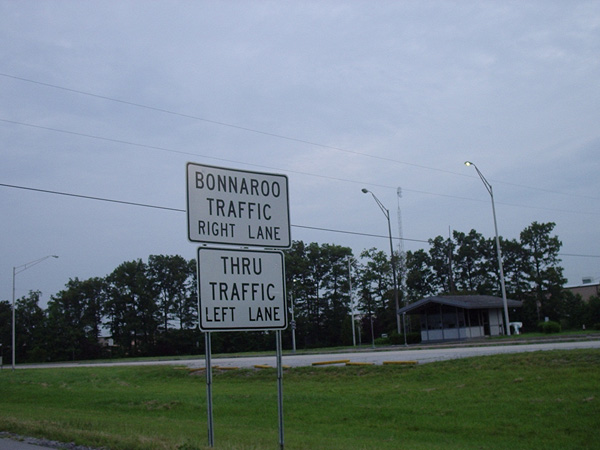 BONNAROO
TRAFFIC
RIGHT LANE
THRU
TRAFFIC
LEFT LANE